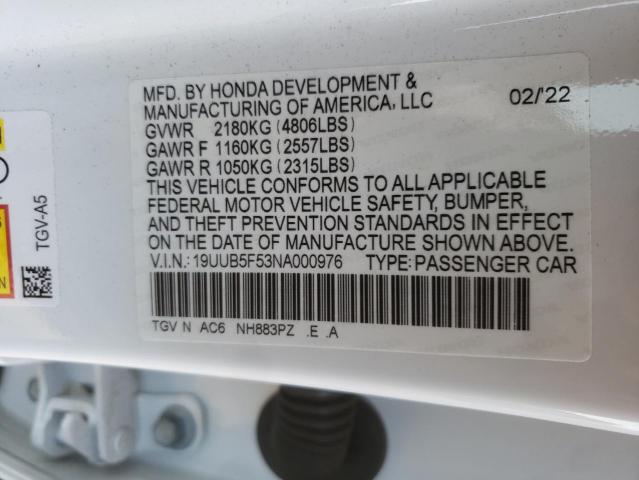 MFD. BY HONDA DEVELOPMENT &
MANUFACTURING OF AMERICA, LLC 02/'22
GVWR 2180KG (4806LBS)
GAWR F 1160KG (2557LBS)
GAWR R 1050KG (2315LBS)
THIS VEHICLE CONFORMS TO ALL APPLICABLE
FEDERAL MOTOR VEHICLE SAFETY, BUMPER,
AND THEFT PREVENTION STANDARDS IN EFFECT
ON THE DATE OF MANUFACTURE SHOWN ABOVE.
V.I.N.: 19UUB5F53NA000976 TYPE: PASSENGER CAR
TGV N AC6 NH883PZ .E .A
TGV-A5